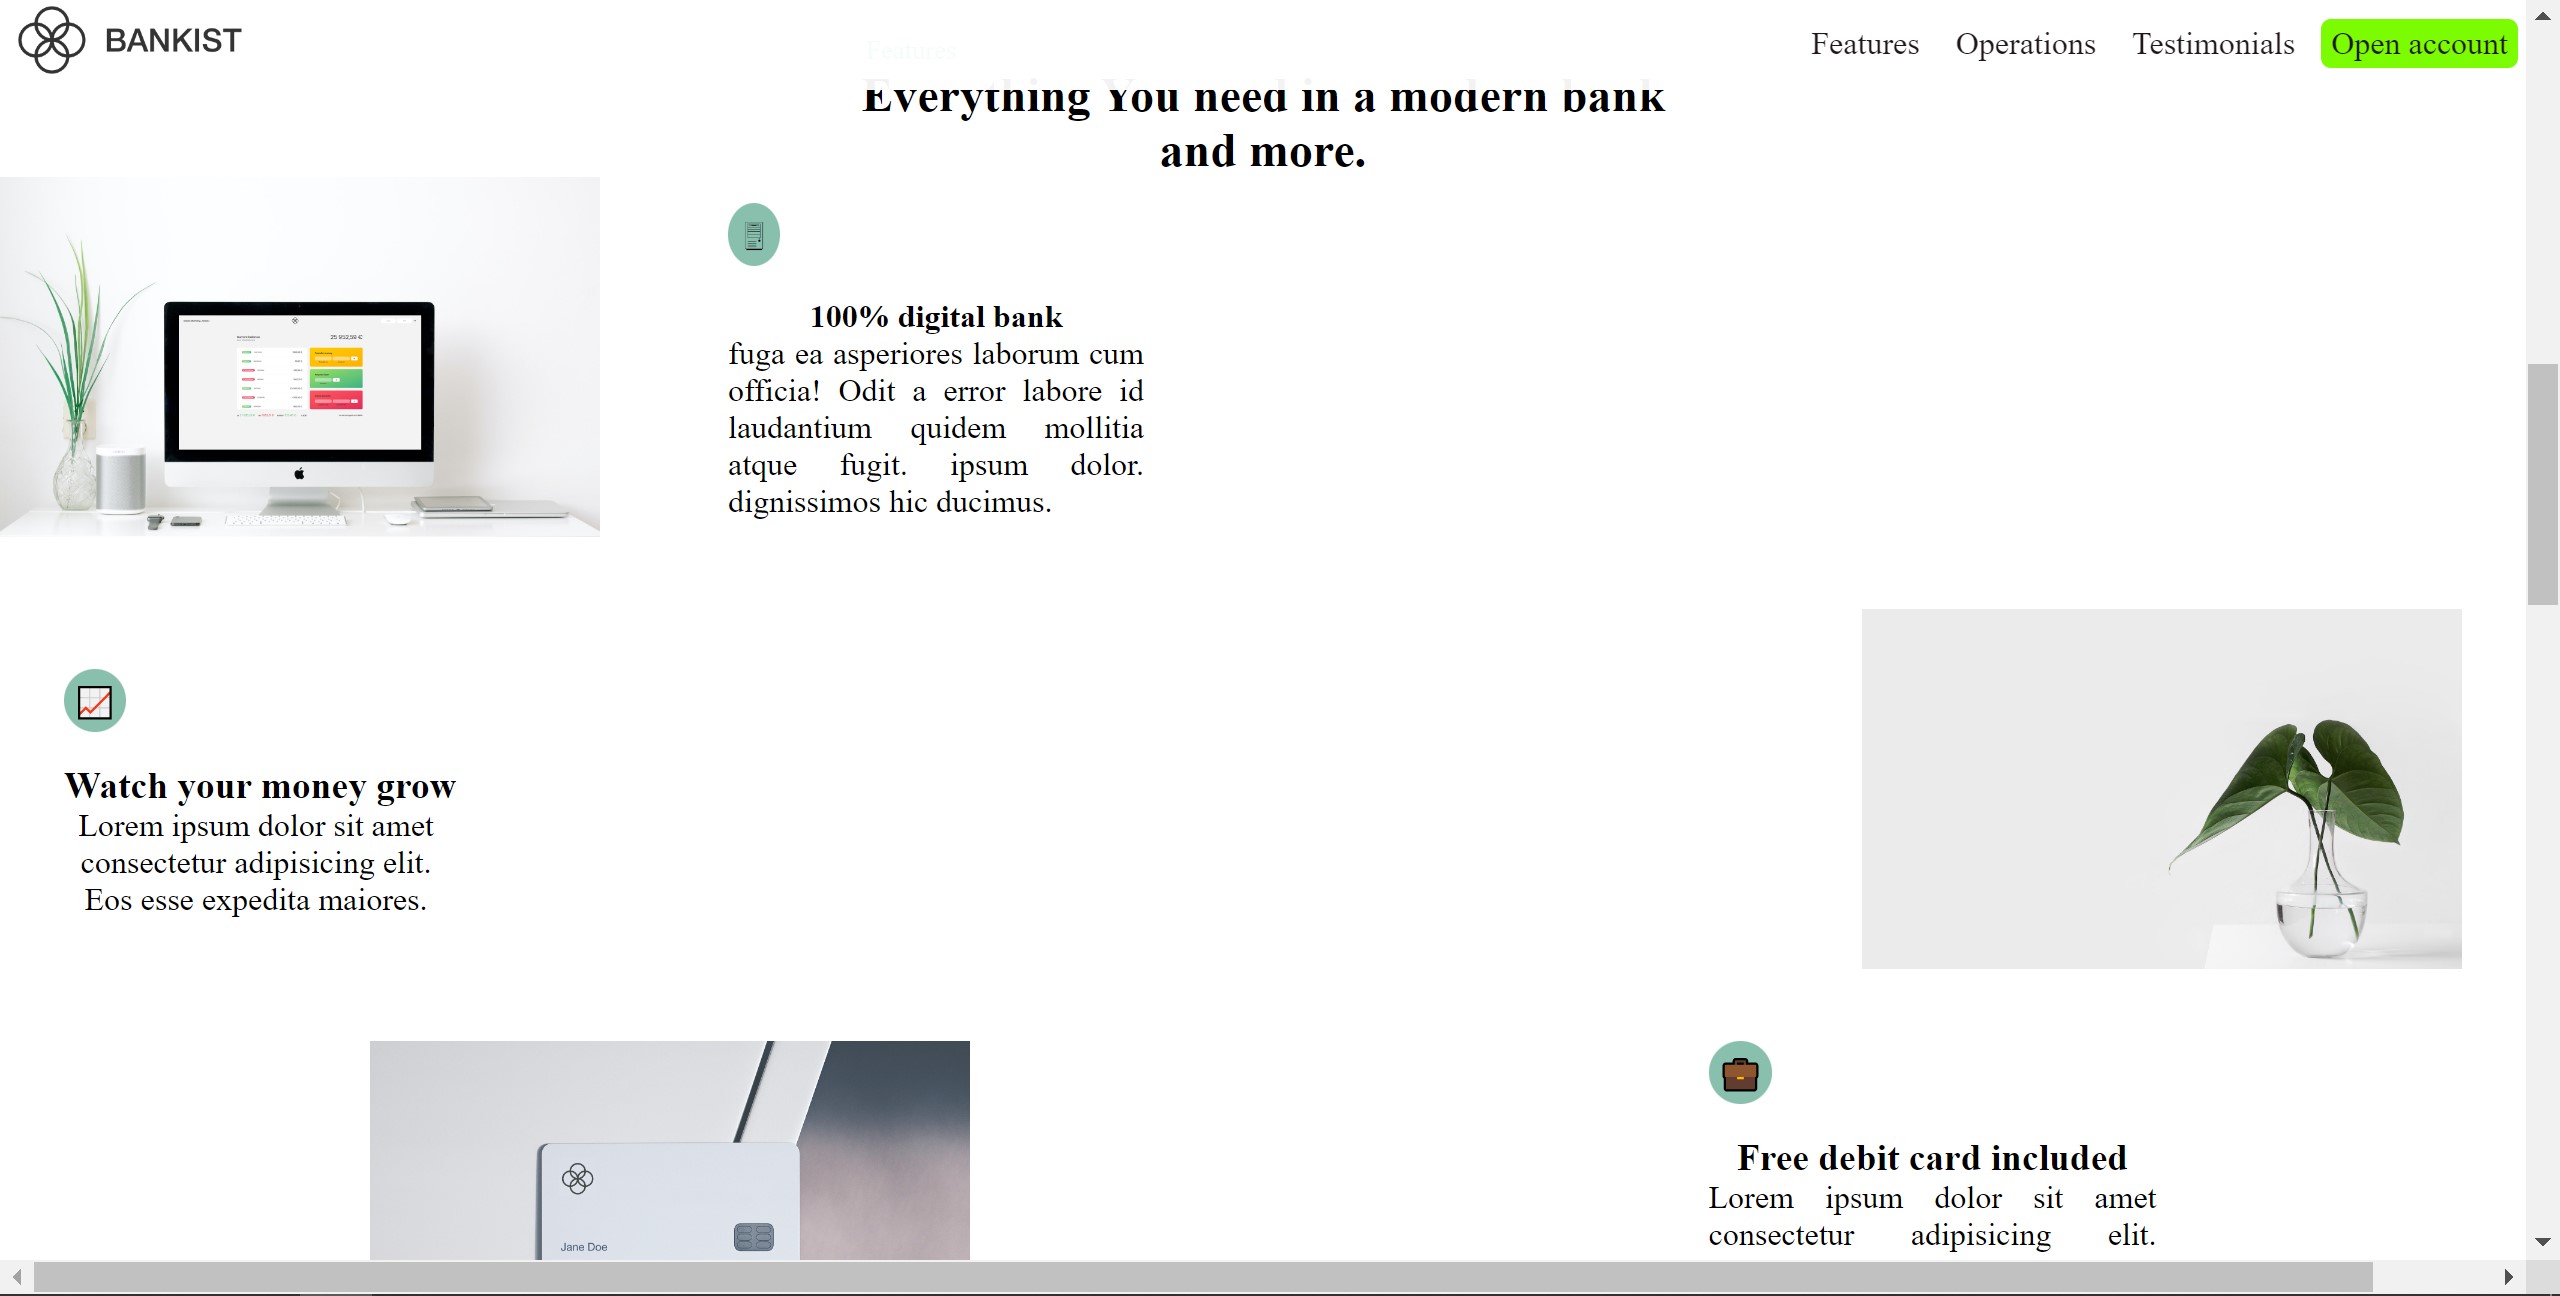 BANKIST
Features
Operations
Testimonials
Open account
Features
Everything You need in a modern bank
and more.
25 952,59 €
100% digital bank
fuga ea asperiores laborum cum
officia! Odit a error labore id
laudantium quidem mollitia
atque fugit. ipsum dolor.
dignissimos hic ducimus.
Watch your money grow
Lorem ipsum dolor sit amet
consectetur adipisicing elit.
Eos esse expedita maiores.
Jane Doe
Free debit card included
Lorem ipsum dolor sit amet
consectetur adipisicing elit.